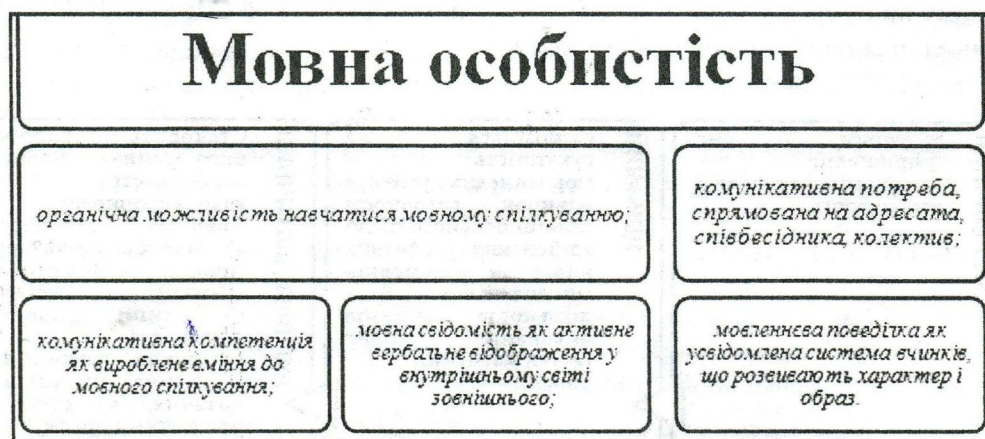 Мовна особистість
органічна можливість навчатися мовному спілкуванню;
комунікативна потреба,
спрямована на адресата,
співбесідника, колектив;
комунікативна компетенція
як вироблене вміння до
мовного спілкування;
мовна свідомість як активне
вербальне відображення у
внутрішньому світі
зовнішнього;
мовленнєва поведінка як
усвідомлена система вчинків,
що розвивають характер і
образ.